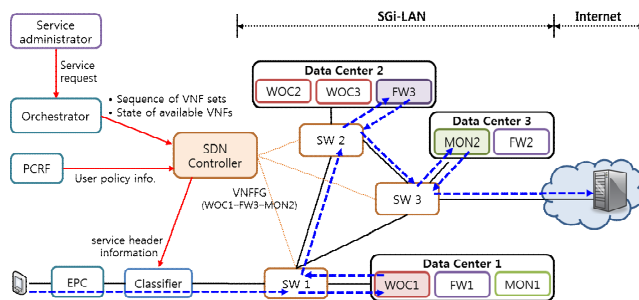 SGi-LAN
Internet
Service
administrator
Service
request
Data Center 2
WOC2
WOC3
FW3
• Sequence of VNF sets
• State of available VNFs
Orchestrator
Data Center 3
MON2
FW2
SW 2
SDN
Controller
PCRF
User policy info.
VNFFG
(WOC1–FW3–MON2)
SW 3
service header
information
Data Center 1
EPC
Classifier
SW 1
WOC1
FW1
MON1